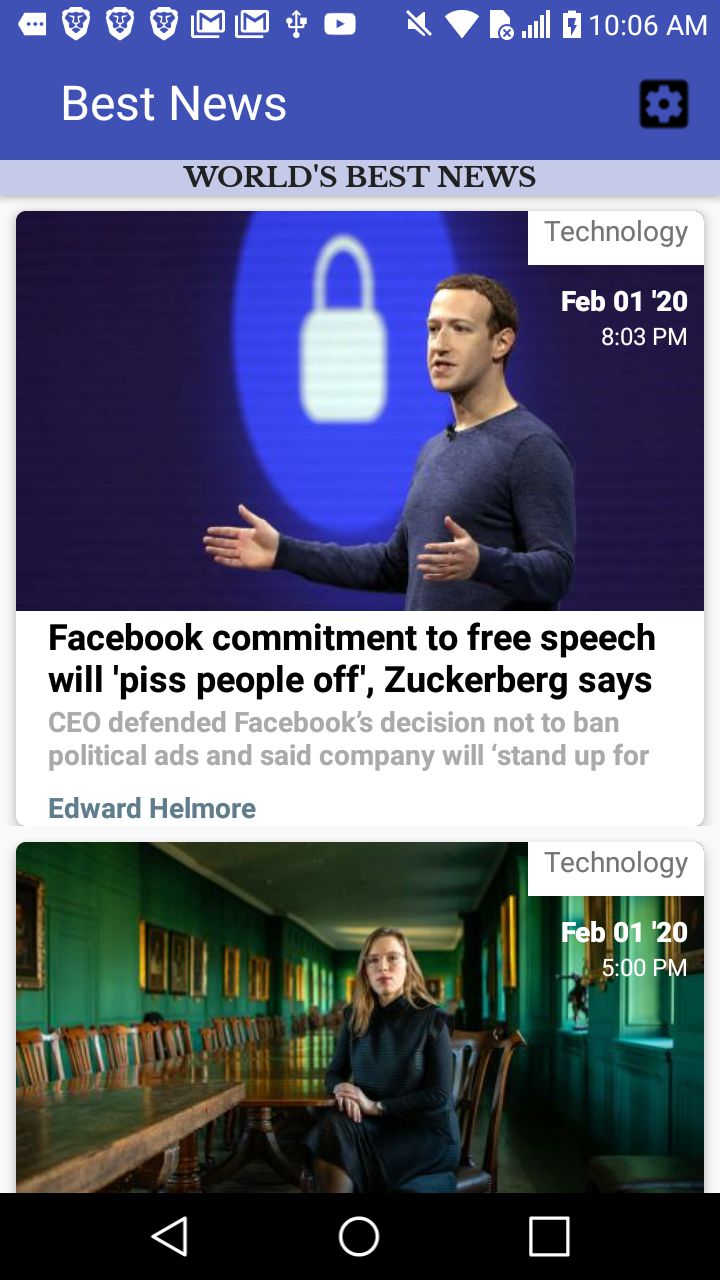 10:06 AM
Best News
WORLD'S BEST NEWS
Technology
Feb 01 '20
8:03 PM
Facebook commitment to free speech
will 'piss people off', Zuckerberg says
CEO defended Facebook’s decision not to ban
political ads and said company will ‘stand up for
Edward Helmore
Technology
Feb 01 '20
5:00 PM